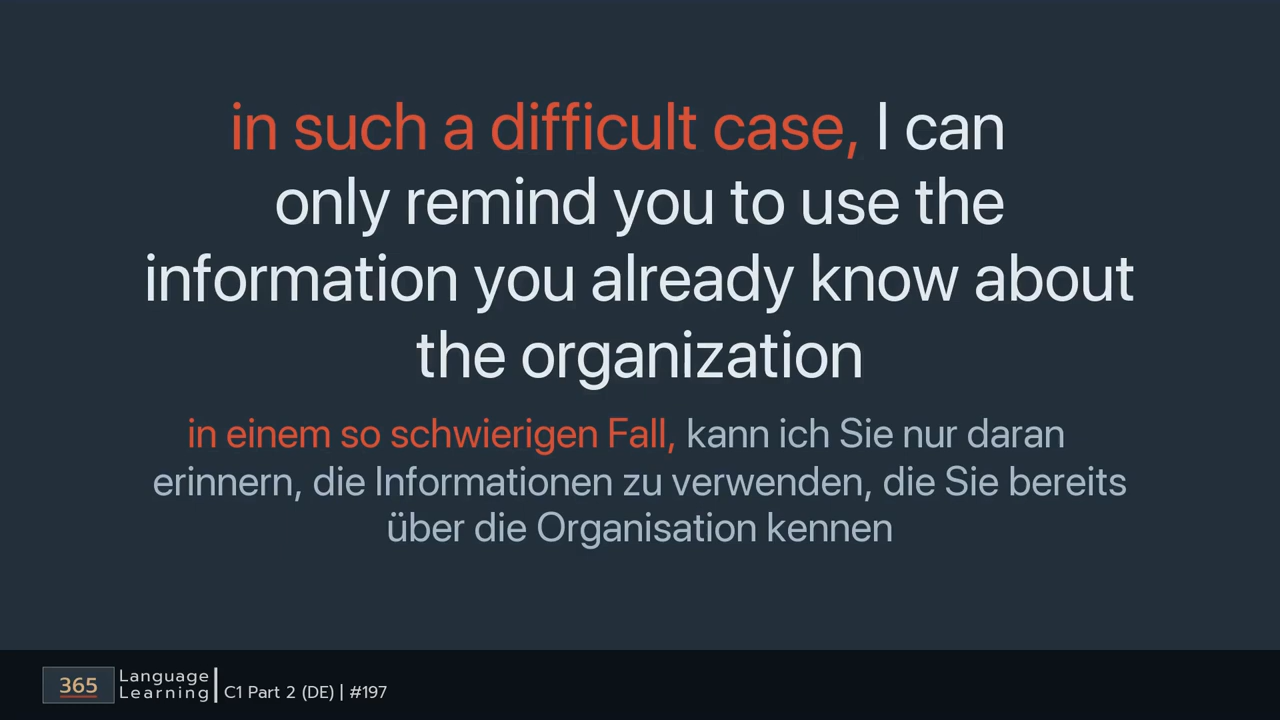 in such a difficult case, I can
only remind you to use the
information you already know about
the organization
in einem so schwierigen Fall, kann ich Sie nur daran
erinnern, die Informationen zu verwenden, die Sie bereits
über die Organisation kennen
365
Language
Learning
C1 Part 2 (DE) | #197